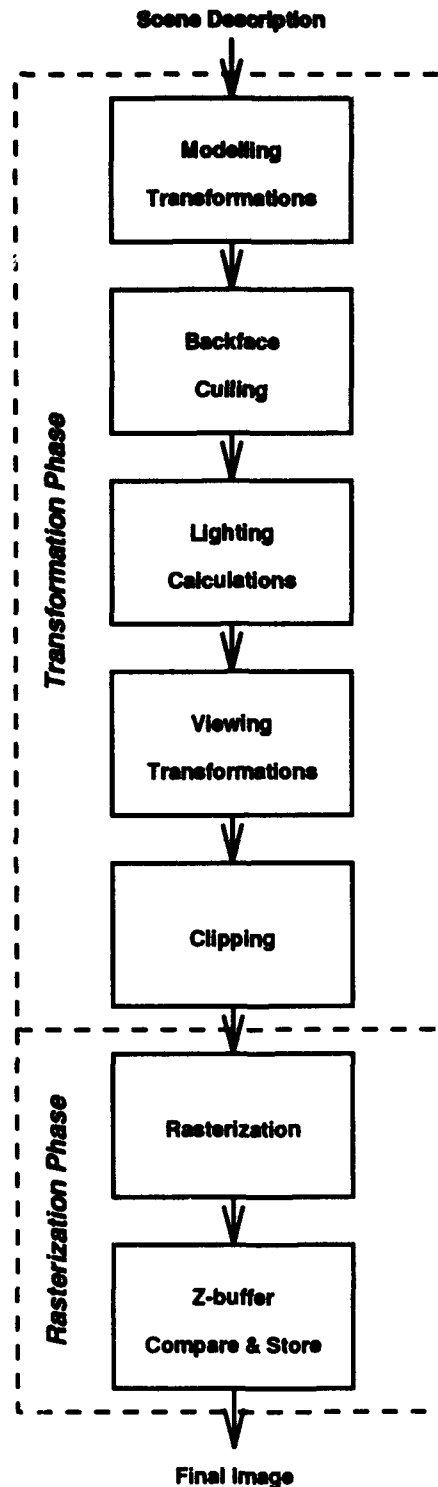 Scene Description
Modelling
Transformations
Backface
Culling
Lighting
Calculations
Viewing
Transformations
Clipping
Transformation Phase
Rasterization
Z-buffer
Compare & Store
Rasterization Phase
Final Image